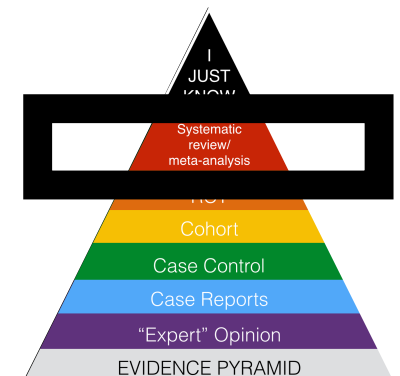 I
JUST
KNOW
Systematic
review/
meta-analysis
Cohort
Case Control
Case Reports
“Expert” Opinion
EVIDENCE PYRAMID